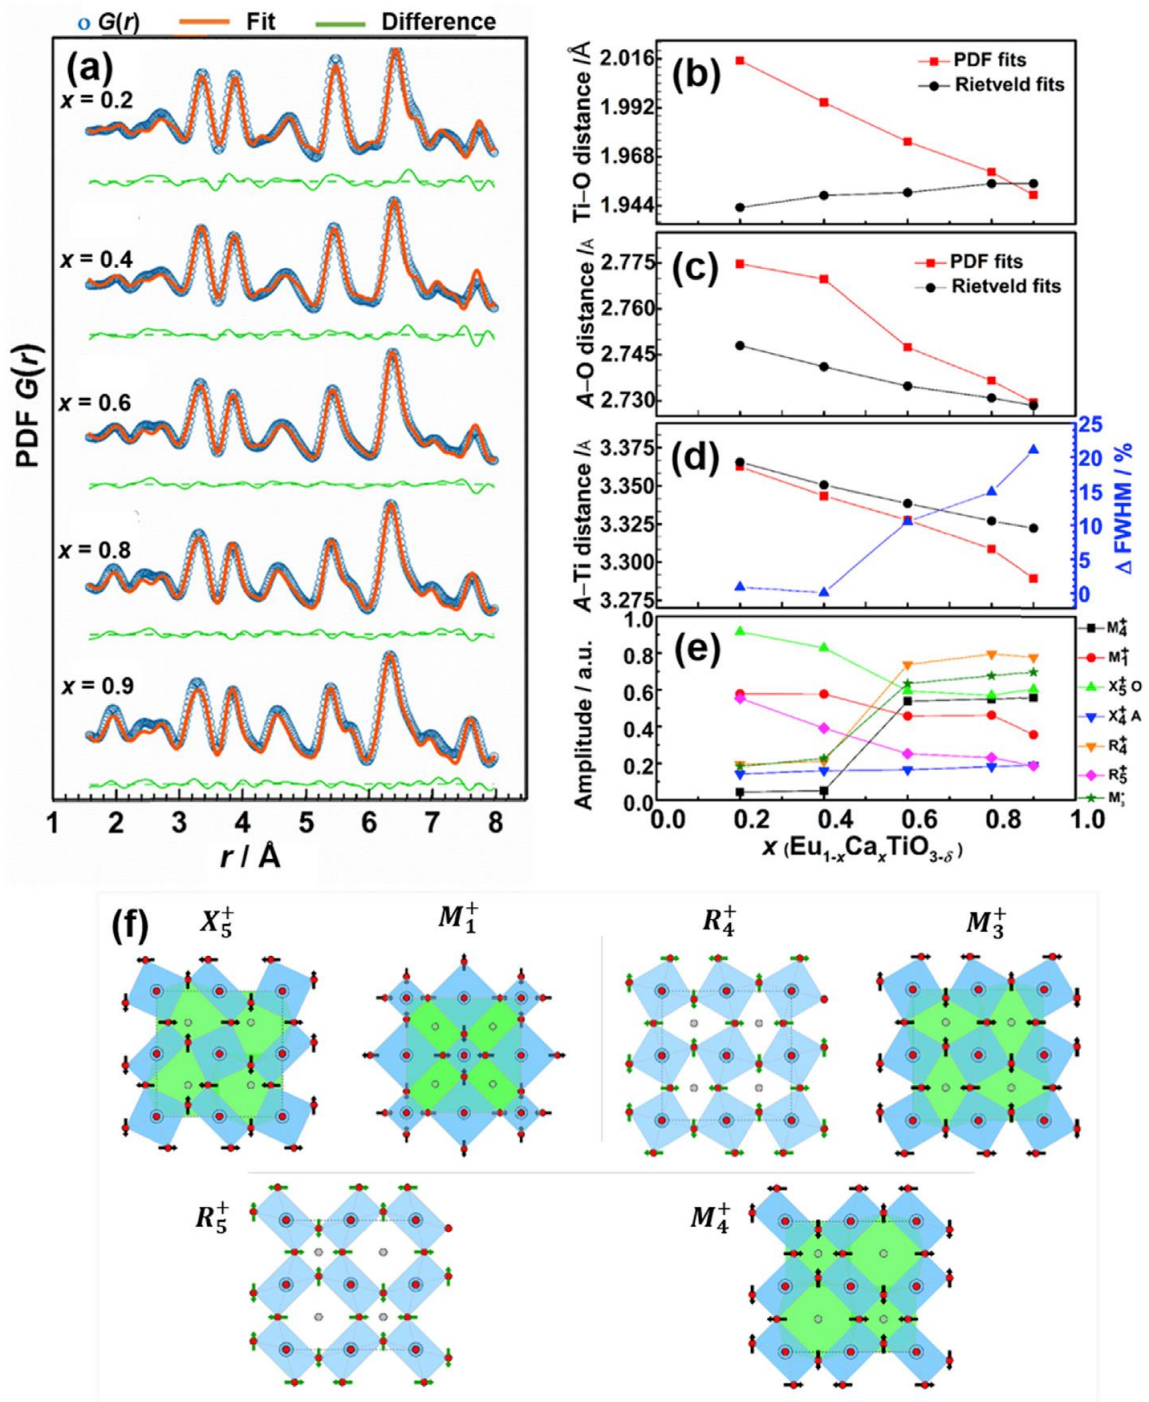 G(r) Fit Difference
(a)
x = 0.2
x = 0.4
x = 0.6
x = 0.8
x = 0.9
PDF G(r)
1 2 3 4 5 6 7 8
r / Å
(b)
PDF fits
Rietveld fits
Ti–O distance /Å
2.016
1.992
1.968
1.944
(c)
PDF fits
Rietveld fits
A–O distance /Å
2.775
2.760
2.745
2.730
(d)
A–Ti distance /Å
3.375
3.350
3.325
3.300
3.275
25
20
15
10
5
0
Δ FWHM / %
(e)
Amplitude / a.u.
1.0
0.8
0.6
0.4
0.2
0.0
M₄⁺
M₁⁺
X₅⁺ O
X₄⁺ A
R₄⁺
R₅⁺
0.0 0.2 0.4 0.6 0.8 1.0
x (Eu₁₋ₓCaₓTiO₃₋δ)
(f)
X₅⁺ M₁⁺ R₄⁺ M₃⁺
R₅⁺ M₄⁺